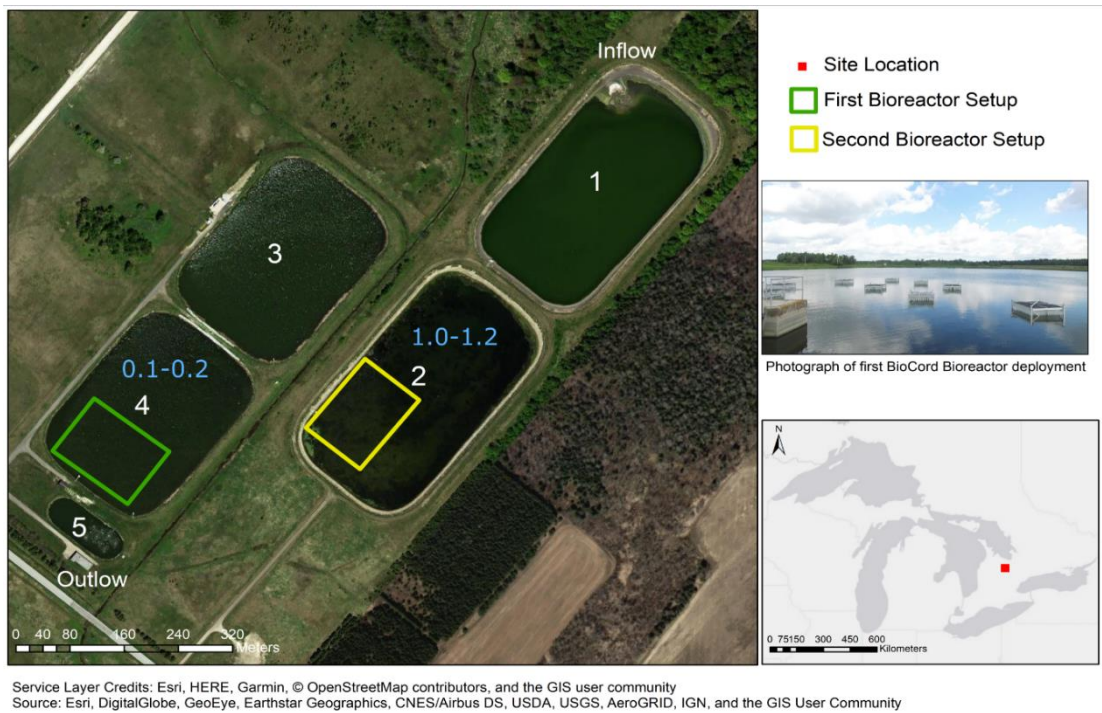 Inflow
1
3
1.0-1.2
2
0.1-0.2
4
5
Outlow
0 40 80 160 240 320
Meters
Site Location
First Bioreactor Setup
Second Bioreactor Setup
Photograph of first BioCord Bioreactor deployment
N
0 75150 300 450 600
Kilometers
Service Layer Credits: Esri, HERE, Garmin, © OpenStreetMap contributors, and the GIS user community
Source: Esri, DigitalGlobe, GeoEye, Earthstar Geographics, CNES/Airbus DS, USDA, USGS, AeroGRID, IGN, and the GIS User Community